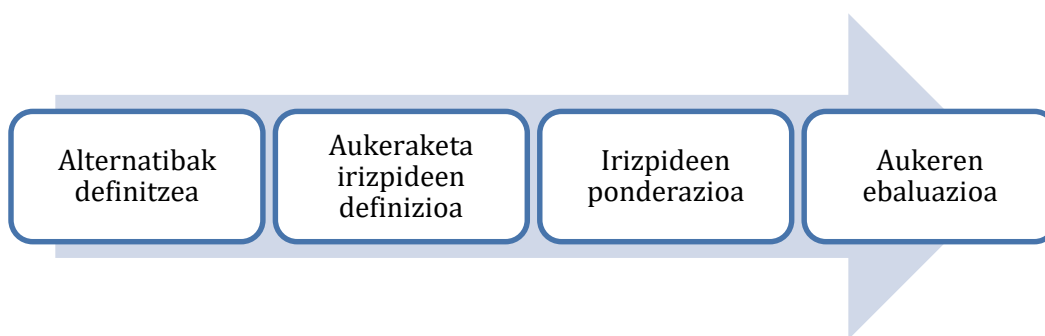 Alternatibak
definitzea
Aukeraketa
irizpideen
definizioa
Irizpideen
ponderazioa
Aukeren
ebaluazioa